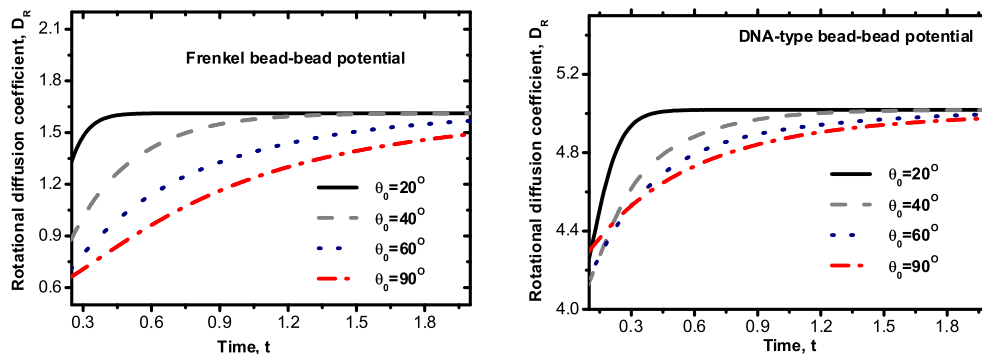 Rotational diffusion coefficient, D_R
2.1
1.8
1.5
1.2
0.9
0.6
Frenkel bead-bead potential
θ₀=20°
θ₀=40°
θ₀=60°
θ₀=90°
0.3 0.6 0.9 1.2 1.5 1.8
Time, t
Rotational diffusion coefficient, D_R
5.2
4.8
4.4
4.0
DNA-type bead-bead potential
θ₀=20°
θ₀=40°
θ₀=60°
θ₀=90°
0.3 0.6 0.9 1.2 1.5 1.8
Time, t